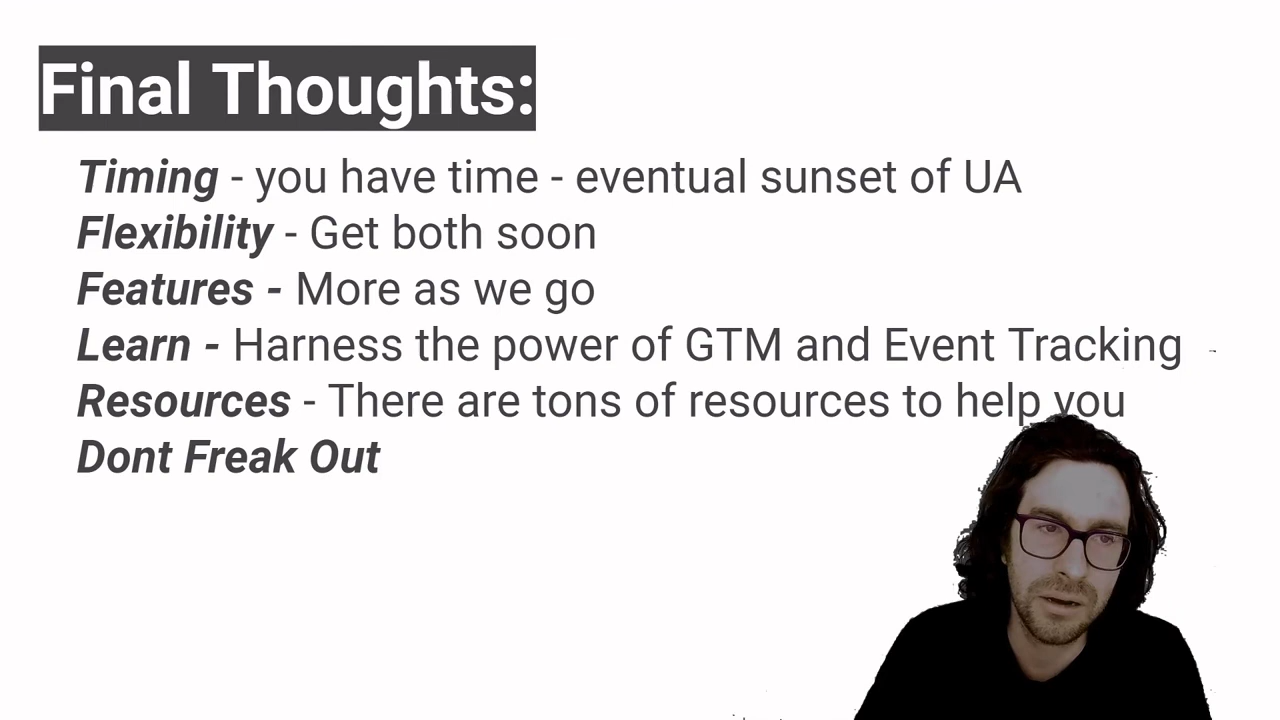 Final Thoughts:
Timing - you have time - eventual sunset of UA
Flexibility - Get both soon
Features - More as we go
Learn - Harness the power of GTM and Event Tracking
Resources - There are tons of resources to help you
Dont Freak Out